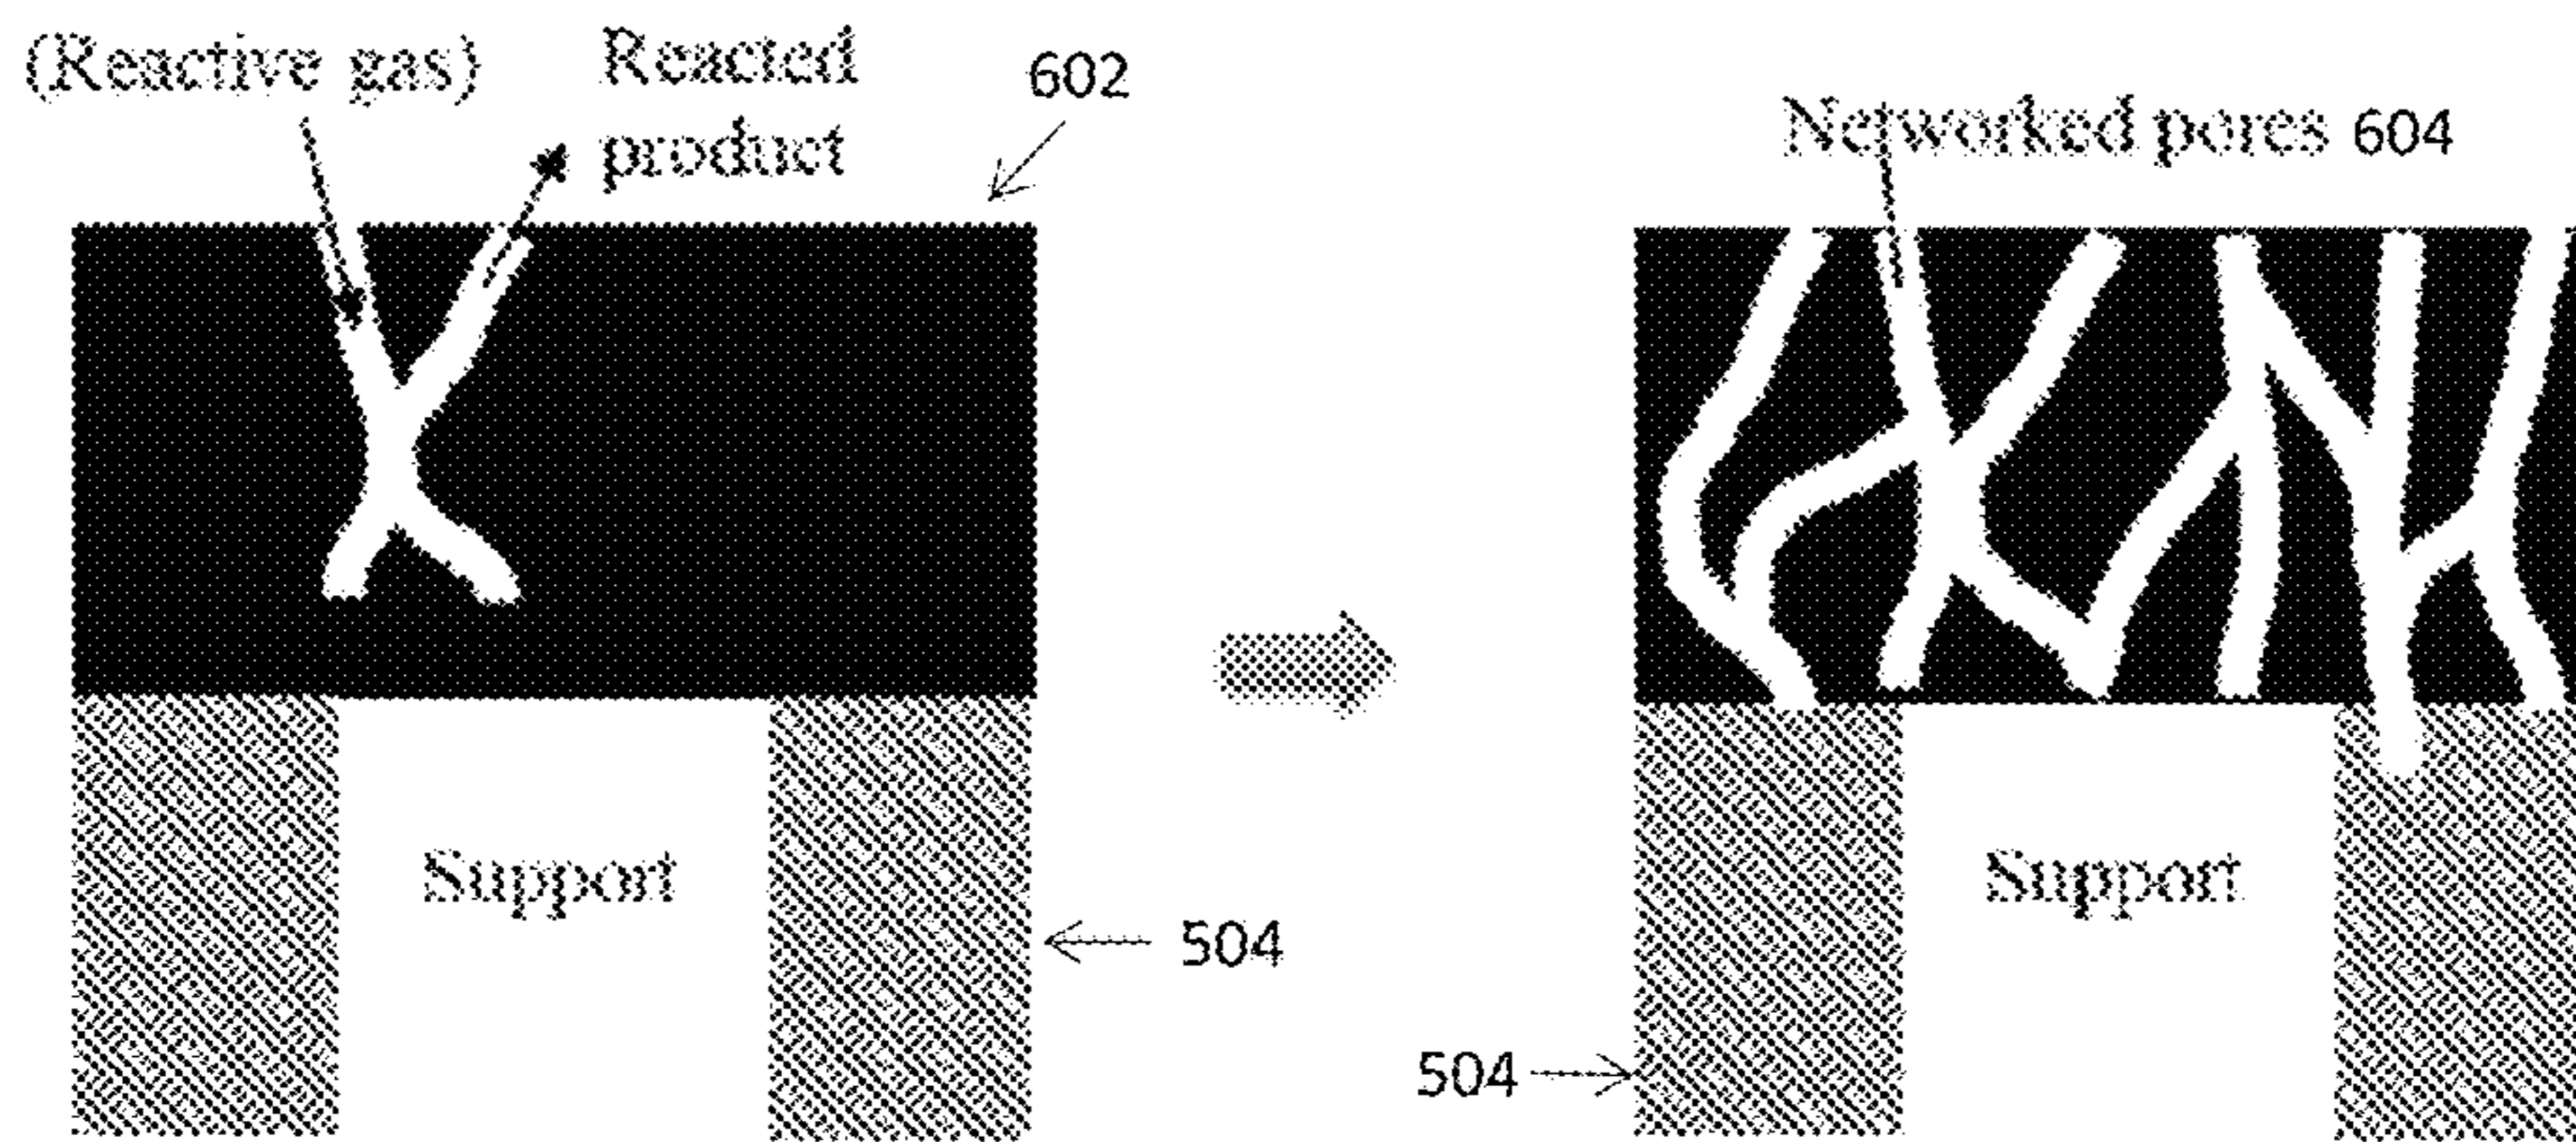 (Reactive gas)
Reacted
product
602
Networked pores 604
Support
504
Support
504